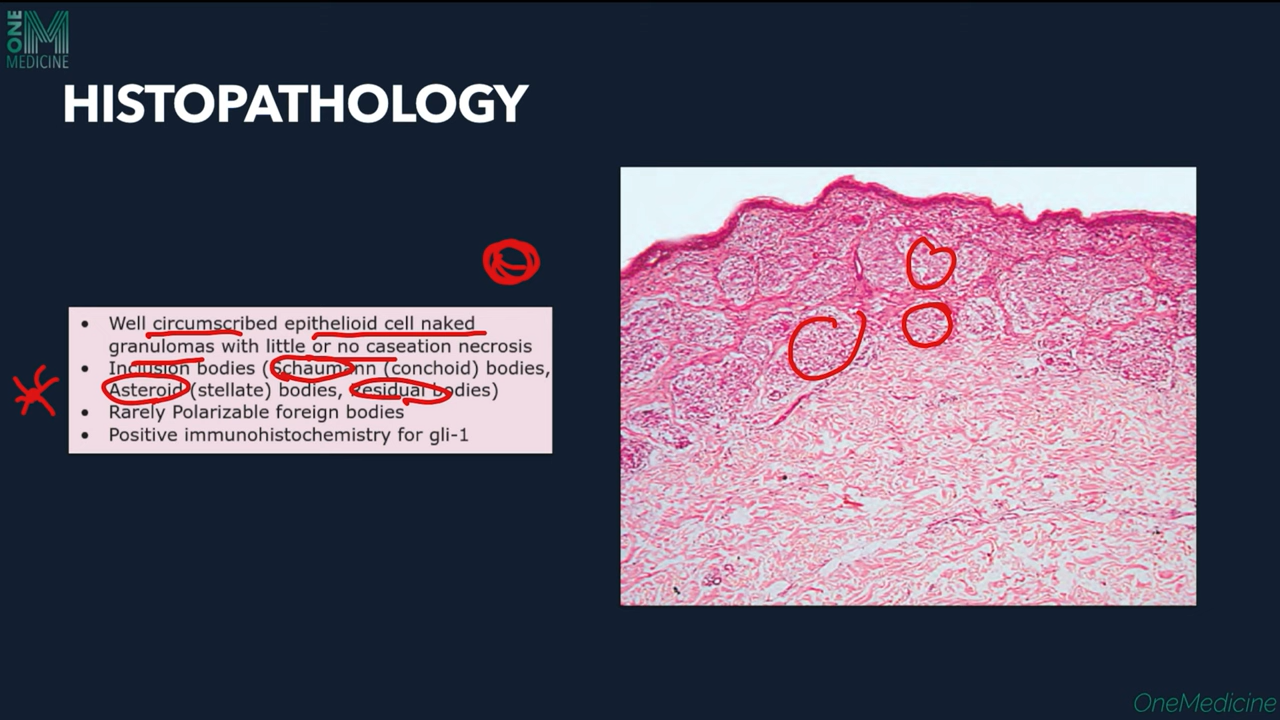 ONE
M
MEDICINE
HISTOPATHOLOGY
• Well circumscribed epithelioid cell naked
granulomas with little or no caseation necrosis
• Inclusion bodies (Schaumann (conchoid) bodies,
Asteroid (stellate) bodies, Residual bodies)
• Rarely Polarizable foreign bodies
• Positive immunohistochemistry for gli-1
OneMedicine